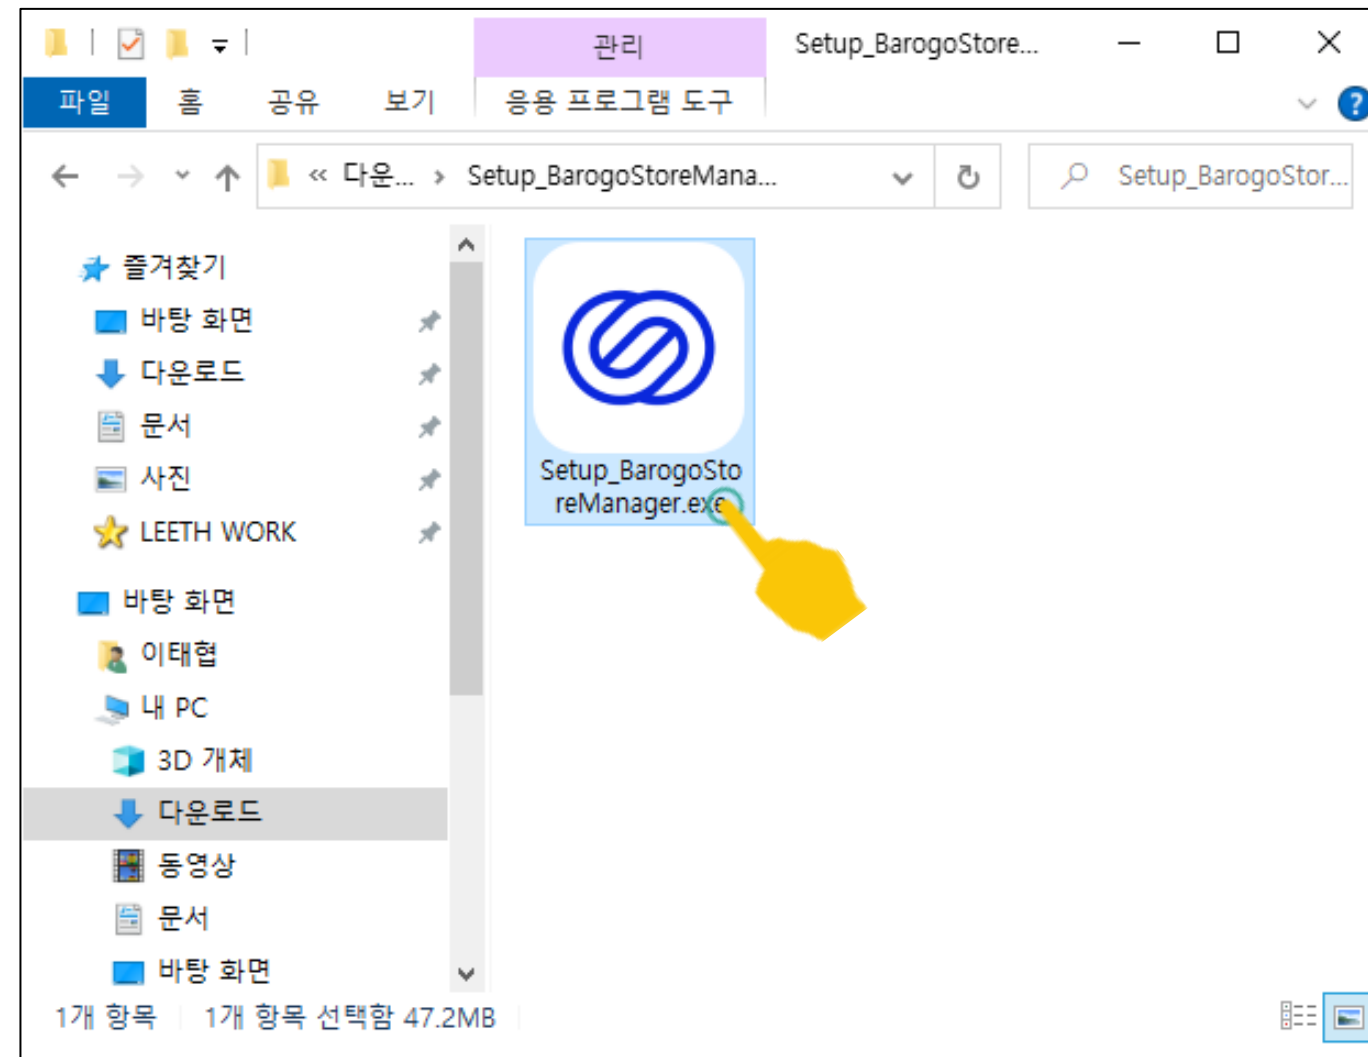 관리
Setup_BarogoStore...
파일
홈
공유
보기
응용 프로그램 도구
?
« 다운... › Setup_BarogoStoreMana...
Setup_BarogoStor...
즐겨찾기
바탕 화면
다운로드
문서
사진
LEETH WORK
바탕 화면
이태협
내 PC
3D 개체
다운로드
동영상
문서
바탕 화면
Setup_BarogoSto
reManager.exe
1개 항목
1개 항목 선택함 47.2MB